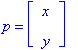 p = [ x
y ]